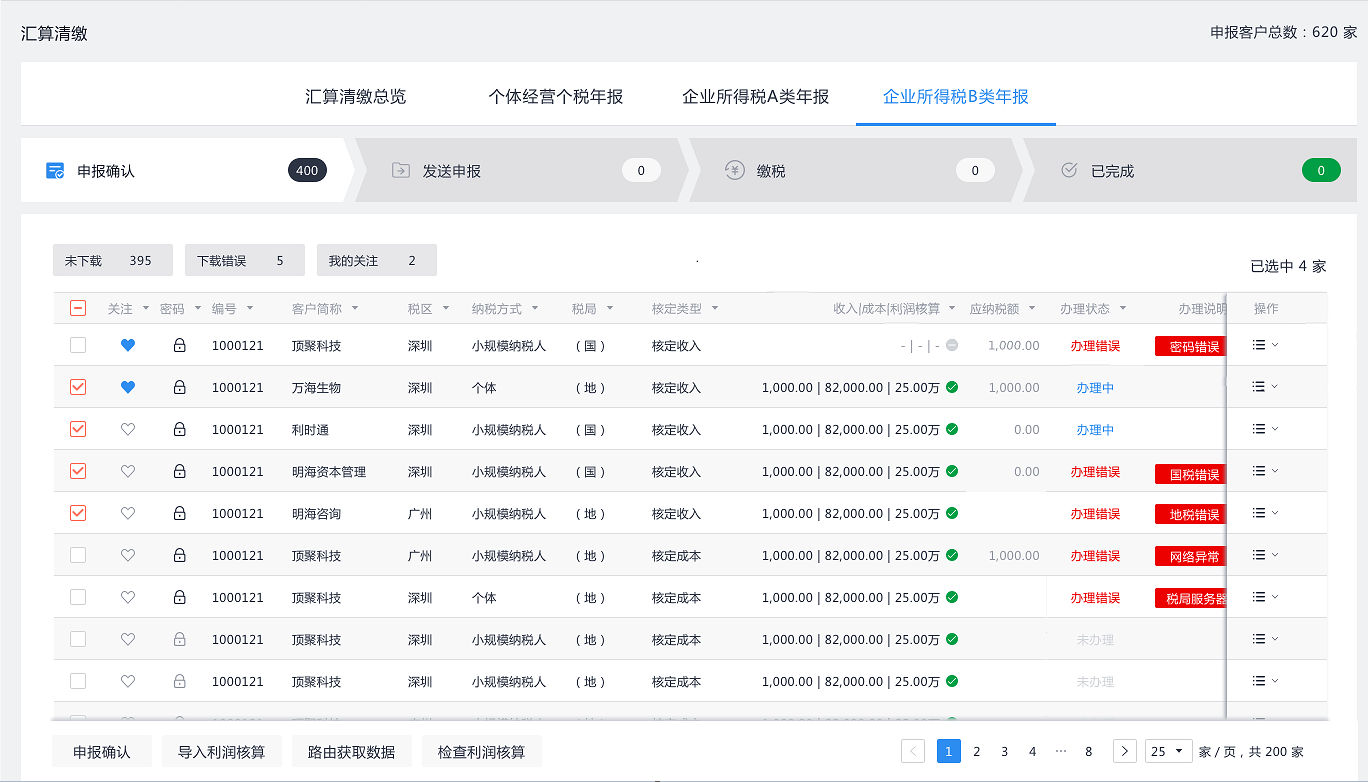 汇算清缴 申报客户总数：620 家
汇算清缴总览 个体经营个税年报 企业所得税A类年报 企业所得税B类年报
申报确认 400 发送申报 0 缴税 0 已完成 0
未下载 395 下载错误 5 我的关注 2 已选中 4 家
关注 密码 编号 客户简称 税区 纳税方式 税局 核定类型 收入|成本|利润核算 应纳税额 办理状态 办理说明 操作
1000121 顶聚科技 深圳 小规模纳税人 （国） 核定收入 - | - | - 1,000.00 办理错误 密码错误
1000121 万海生物 深圳 个体 （地） 核定收入 1,000.00 | 82,000.00 | 25.00万 1,000.00 办理中
1000121 利时通 深圳 小规模纳税人 （国） 核定收入 1,000.00 | 82,000.00 | 25.00万 0.00 办理中
1000121 明海资本管理 深圳 小规模纳税人 （国） 核定收入 1,000.00 | 82,000.00 | 25.00万 0.00 办理错误 国税错误
1000121 明海咨询 广州 小规模纳税人 （地） 核定收入 1,000.00 | 82,000.00 | 25.00万 办理错误 地税错误
1000121 顶聚科技 广州 小规模纳税人 （地） 核定成本 1,000.00 | 82,000.00 | 25.00万 1,000.00 办理错误 网络异常
1000121 顶聚科技 深圳 个体 （地） 核定成本 1,000.00 | 82,000.00 | 25.00万 办理错误 税局服务器
1000121 顶聚科技 深圳 小规模纳税人 （地） 核定成本 1,000.00 | 82,000.00 | 25.00万 未办理
1000121 顶聚科技 深圳 小规模纳税人 （地） 核定成本 1,000.00 | 82,000.00 | 25.00万 未办理
申报确认 导入利润核算 路由获取数据 检查利润核算 < 1 2 3 4 ··· 8 > 25 家 / 页，共 200 家